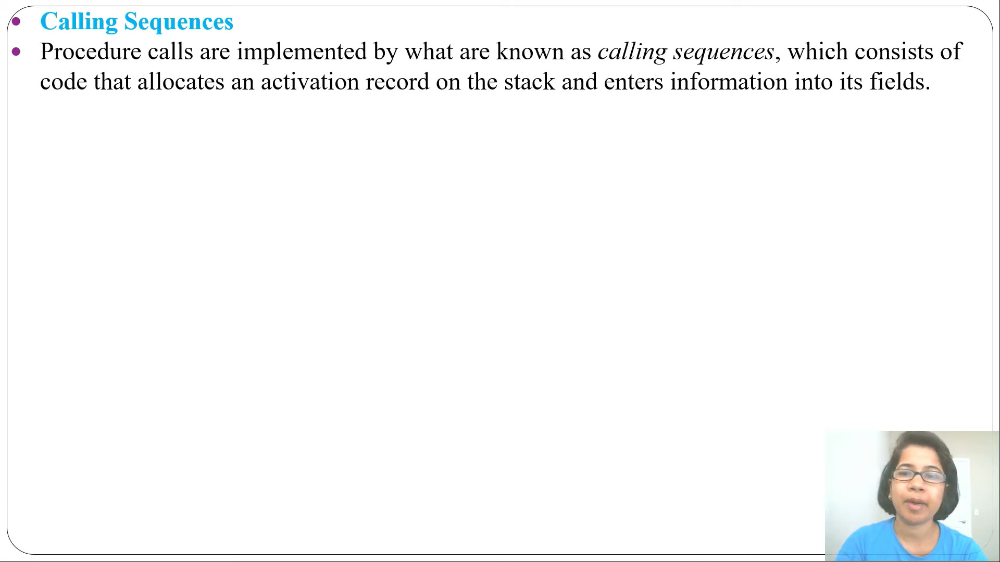 Calling Sequences
Procedure calls are implemented by what are known as calling sequences, which consists of
code that allocates an activation record on the stack and enters information into its fields.